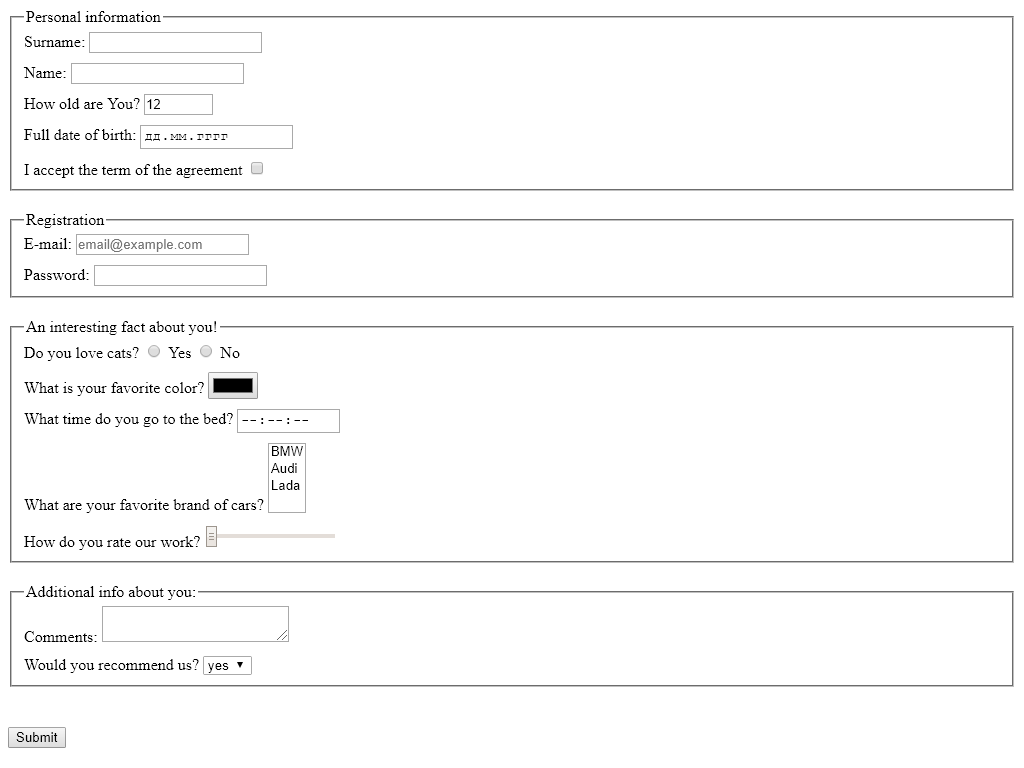 Personal information
Surname:
Name:
How old are You? 12
Full date of birth: дд.мм.гггг
I accept the term of the agreement
Registration
E-mail: email@example.com
Password:
An interesting fact about you!
Do you love cats? Yes No
What is your favorite color?
What time do you go to the bed? --:--:--
BMW
Audi
Lada
What are your favorite brand of cars?
How do you rate our work?
Additional info about you:
Comments:
Would you recommend us? yes
Submit